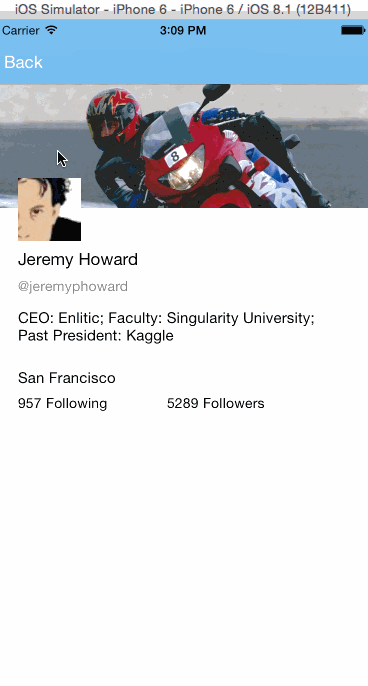 iOS Simulator - iPhone 6 - iPhone 6 / iOS 8.1 (12B411)
Carrier 3:09 PM
Back
8
Jeremy Howard
@jeremyphoward
CEO: Enlitic; Faculty: Singularity University;
Past President: Kaggle
San Francisco
957 Following 5289 Followers